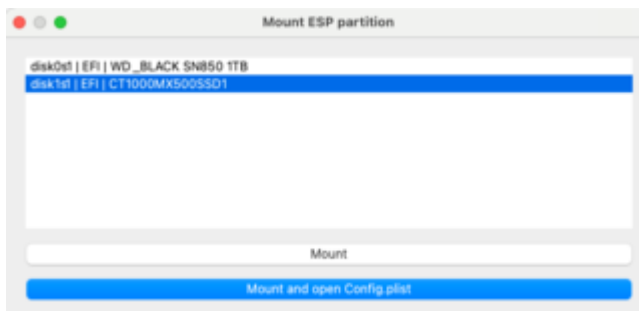 Mount ESP partition
disk0s1 | EFI | WD_BLACK SN850 1TB
disk1s1 | EFI | CT1000MX500SSD1
Mount
Mount and open Config.plist